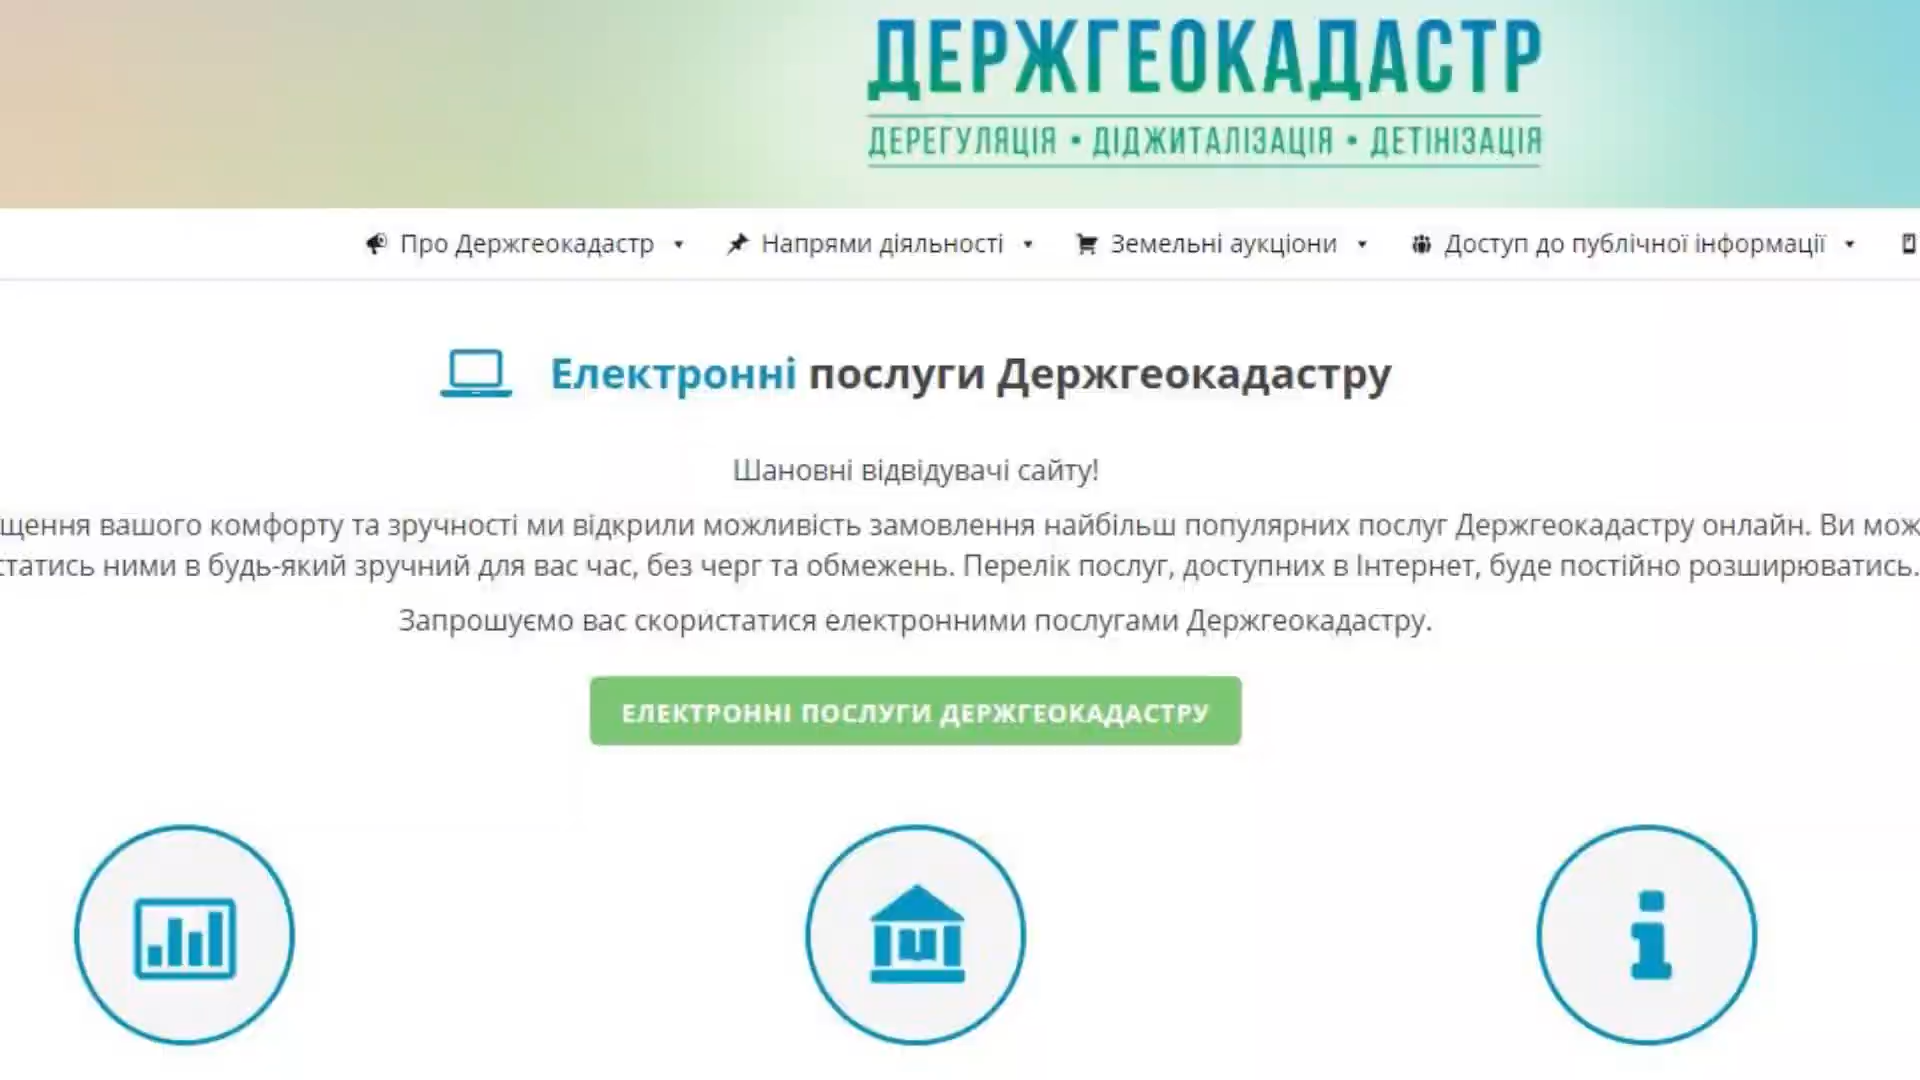 ДЕРЖГЕОКАДАСТР
ДЕРЕГУЛЯЦІЯ • ДІДЖИТАЛІЗАЦІЯ • ДЕТІНІЗАЦІЯ
Про Держгеокадастр Напрями діяльності Земельні аукціони Доступ до публічної інформації
Електронні послуги Держгеокадастру
Шановні відвідувачі сайту!
щення вашого комфорту та зручності ми відкрили можливість замовлення найбільш популярних послуг Держгеокадастру онлайн. Ви мож
статись ними в будь-який зручний для вас час, без черг та обмежень. Перелік послуг, доступних в Інтернет, буде постійно розширюватись.
Запрошуємо вас скористатися електронними послугами Держгеокадастру.
ЕЛЕКТРОННІ ПОСЛУГИ ДЕРЖГЕОКАДАСТРУ